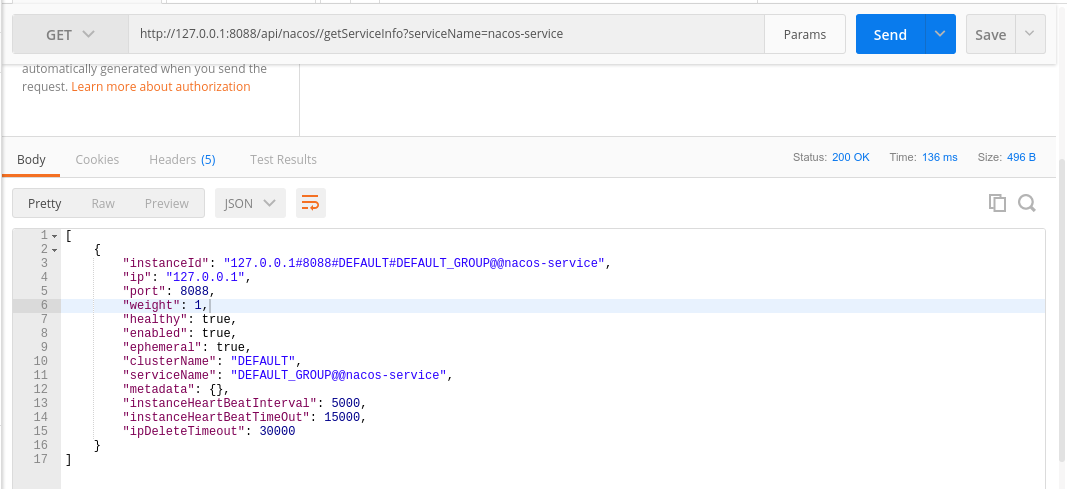 GET http://127.0.0.1:8088/api/nacos//getServiceInfo?serviceName=nacos-service Params Send Save
automatically generated when you send the
request. Learn more about authorization
Body Cookies Headers (5) Test Results Status: 200 OK Time: 136 ms Size: 496 B
Pretty Raw Preview JSON
1 [
2 {
3 "instanceId": "127.0.0.1#8088#DEFAULT#DEFAULT_GROUP@@nacos-service",
4 "ip": "127.0.0.1",
5 "port": 8088,
6 "weight": 1,
7 "healthy": true,
8 "enabled": true,
9 "ephemeral": true,
10 "clusterName": "DEFAULT",
11 "serviceName": "DEFAULT_GROUP@@nacos-service",
12 "metadata": {},
13 "instanceHeartBeatInterval": 5000,
14 "instanceHeartBeatTimeOut": 15000,
15 "ipDeleteTimeout": 30000
16 }
17 ]